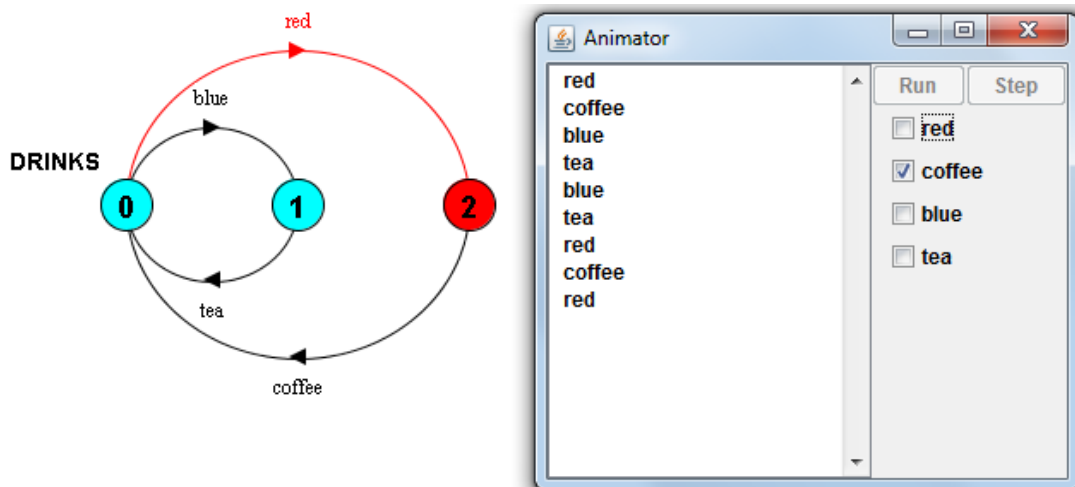 red
blue
DRINKS
0
1
2
tea
coffee
Animator
red
coffee
blue
tea
blue
tea
red
coffee
red
Run Step
red
coffee
blue
tea